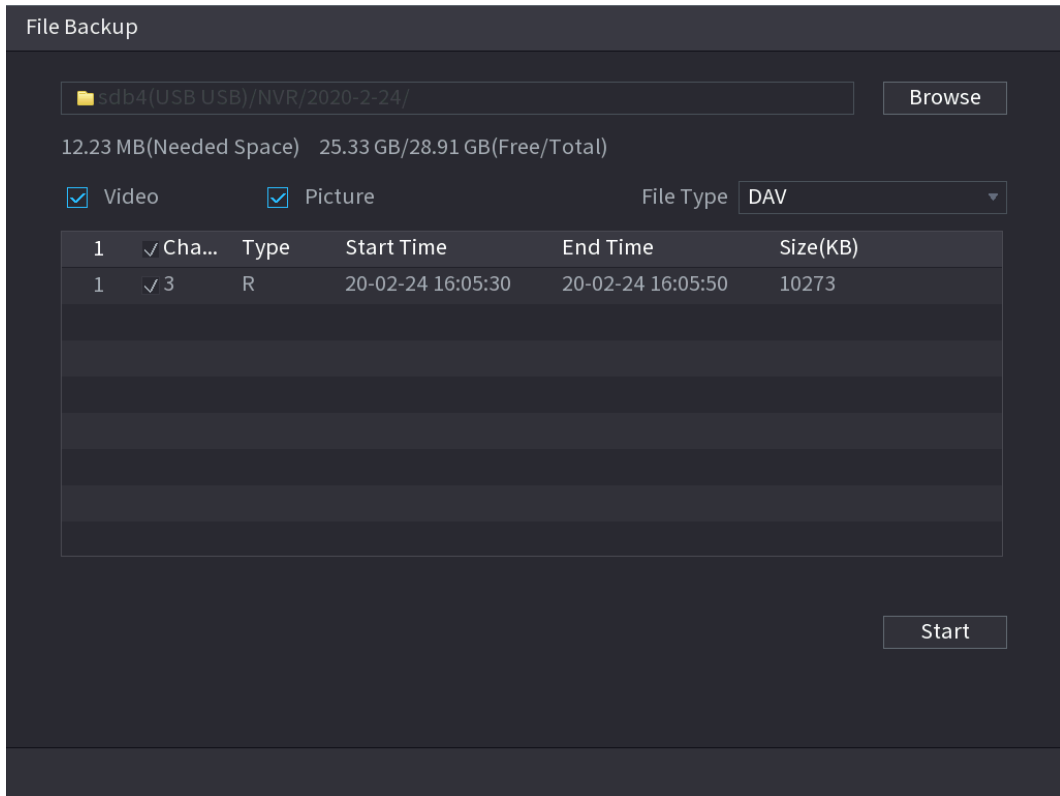 File Backup
sdb4(USB USB)/NVR/2020-2-24/ Browse
12.23 MB(Needed Space) 25.33 GB/28.91 GB(Free/Total)
Video Picture File Type DAV
1 Cha... Type Start Time End Time Size(KB)
1 3 R 20-02-24 16:05:30 20-02-24 16:05:50 10273
Start